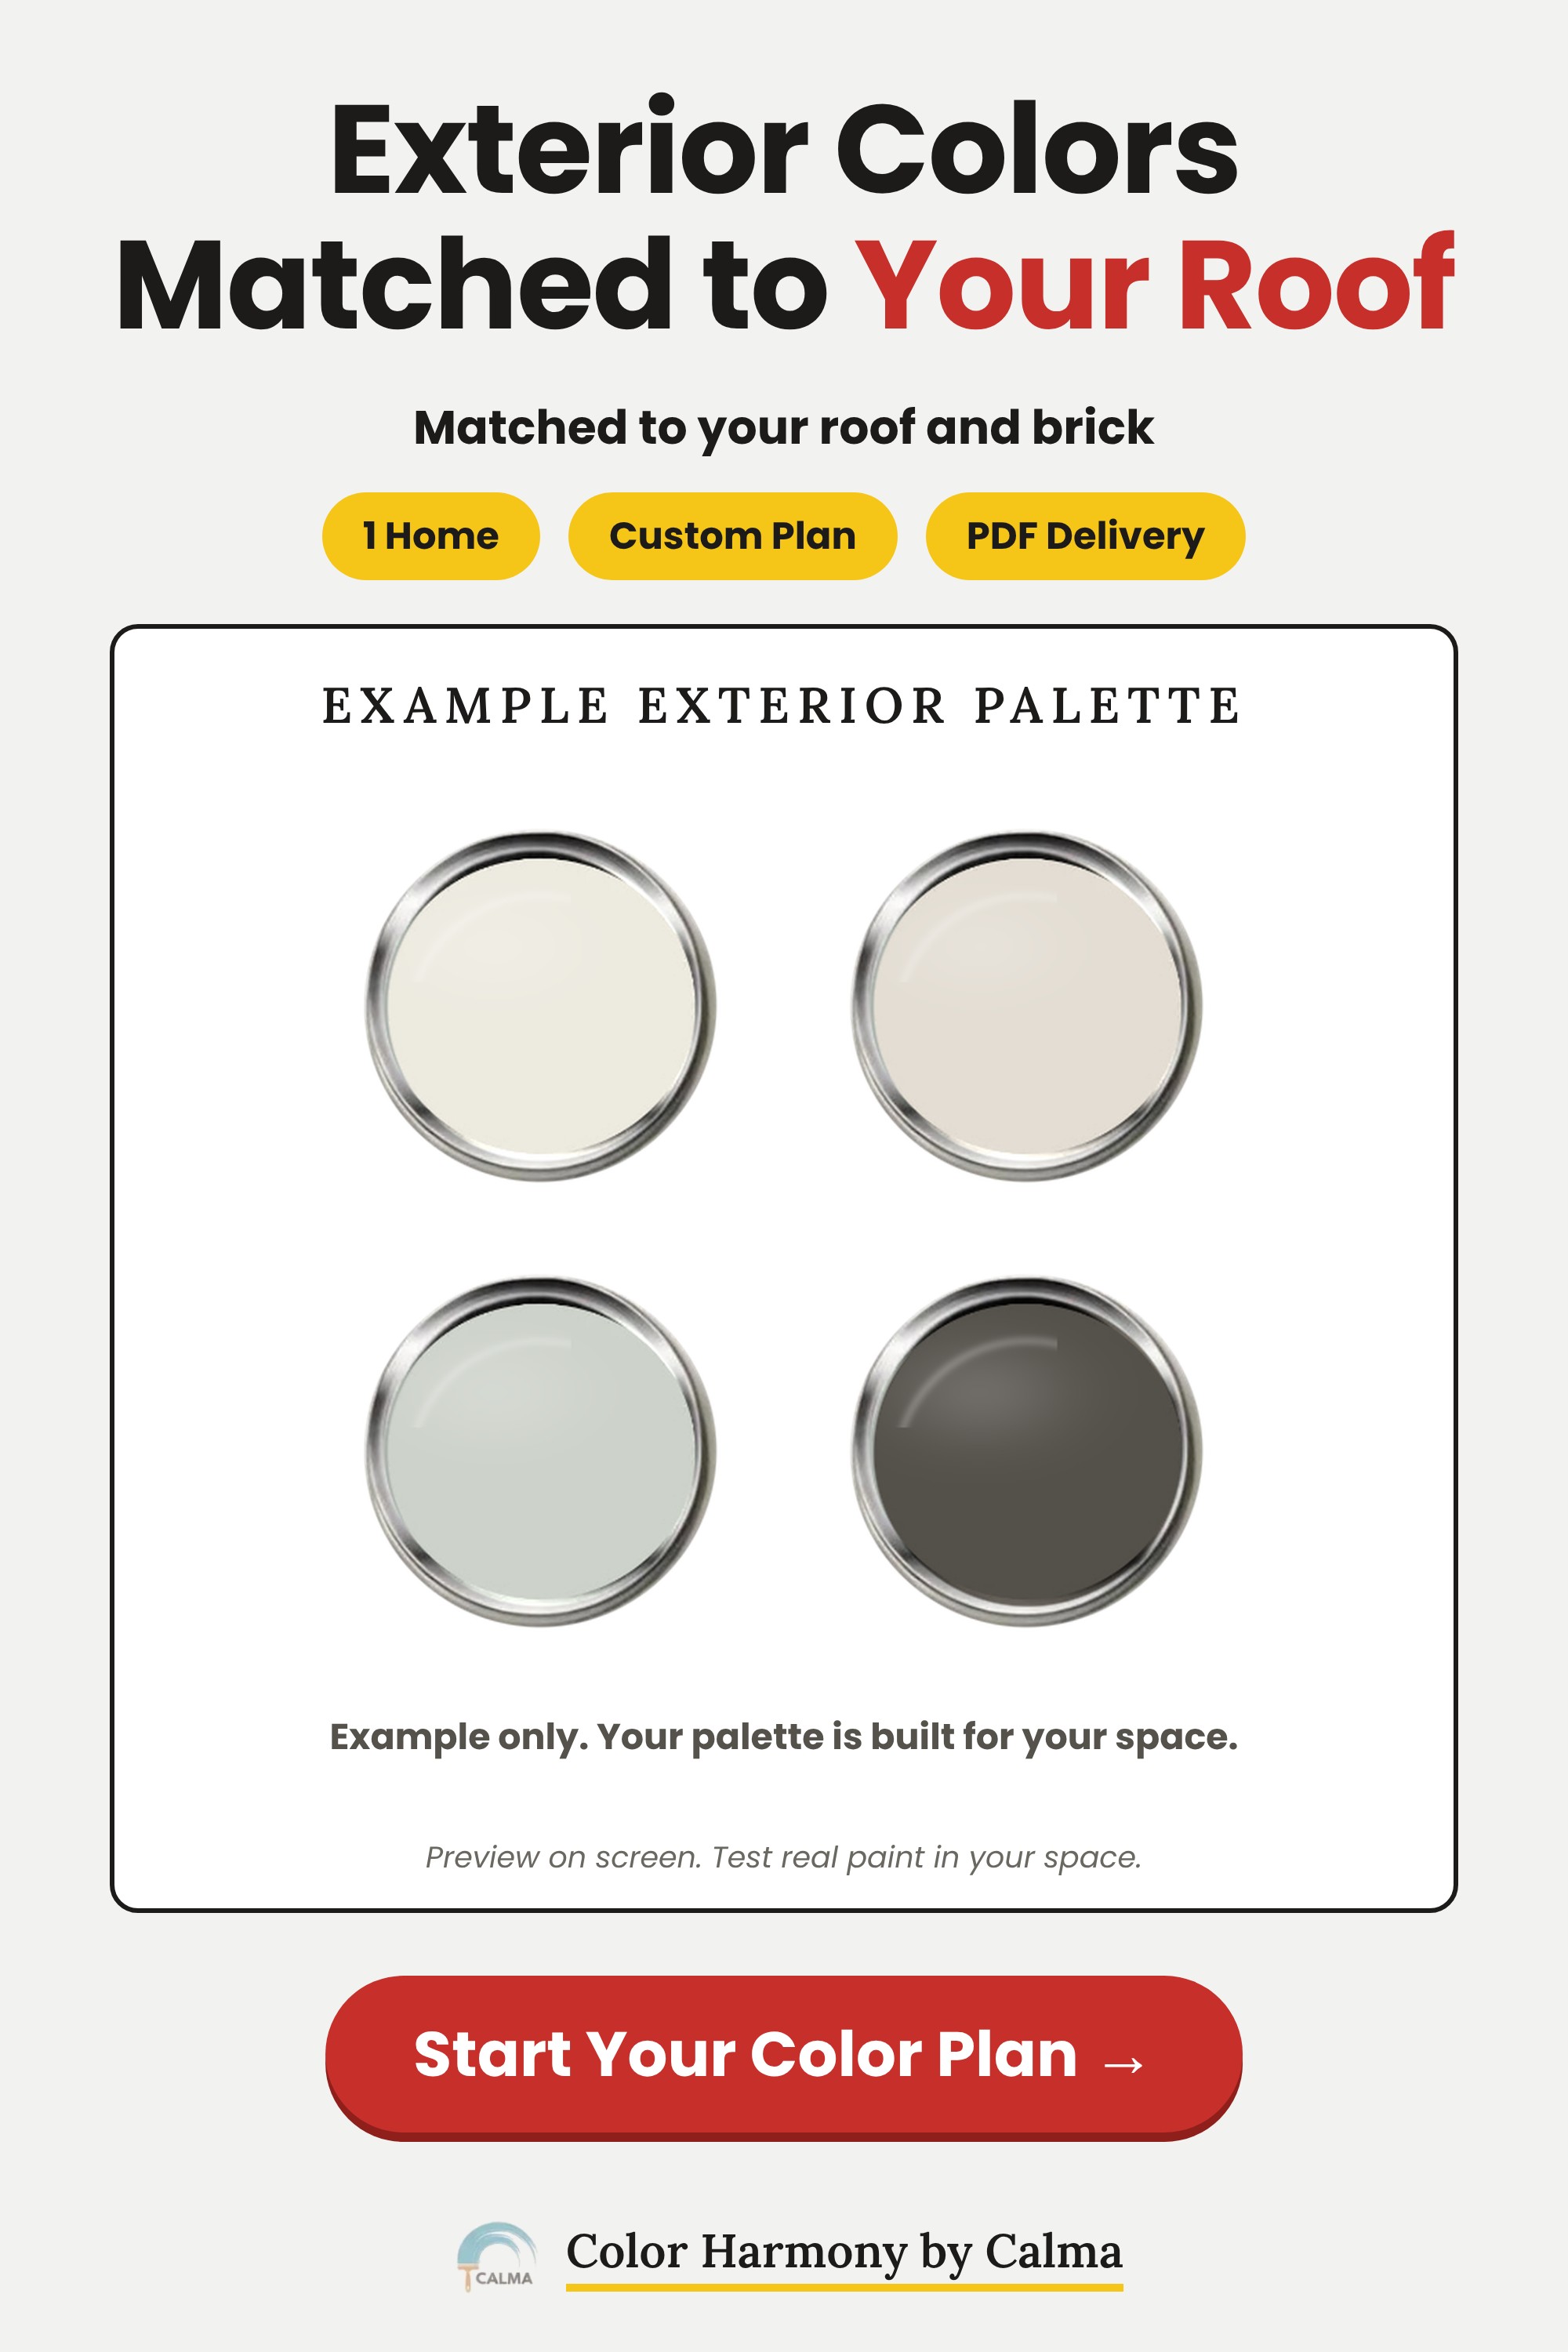 Exterior Colors
Matched to Your Roof
Matched to your roof and brick
1 Home
Custom Plan
PDF Delivery
EXAMPLE EXTERIOR PALETTE
Example only. Your palette is built for your space.
Preview on screen. Test real paint in your space.
Start Your Color Plan →
CALMA
Color Harmony by Calma